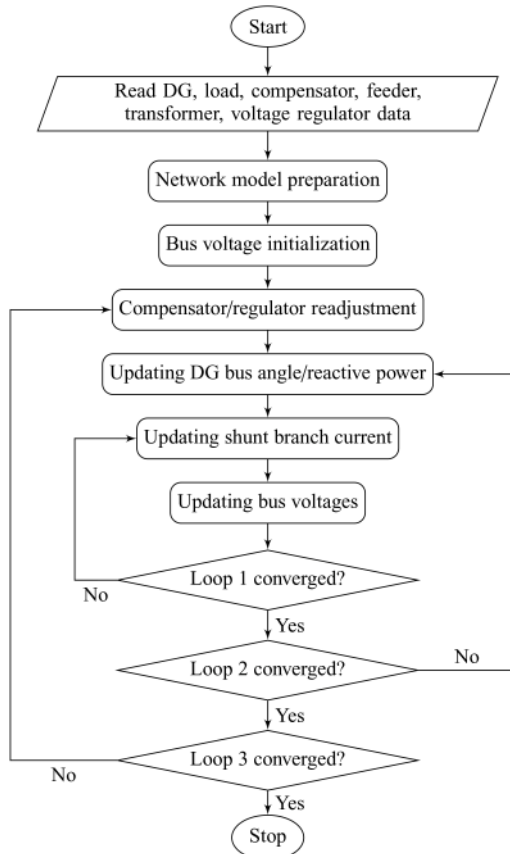 Start
Read DG, load, compensator, feeder,
transformer, voltage regulator data
Network model preparation
Bus voltage initialization
Compensator/regulator readjustment
Updating DG bus angle/reactive power
Updating shunt branch current
Updating bus voltages
Loop 1 converged?
No
Yes
Loop 2 converged?
No
Yes
Loop 3 converged?
No
Yes
Stop